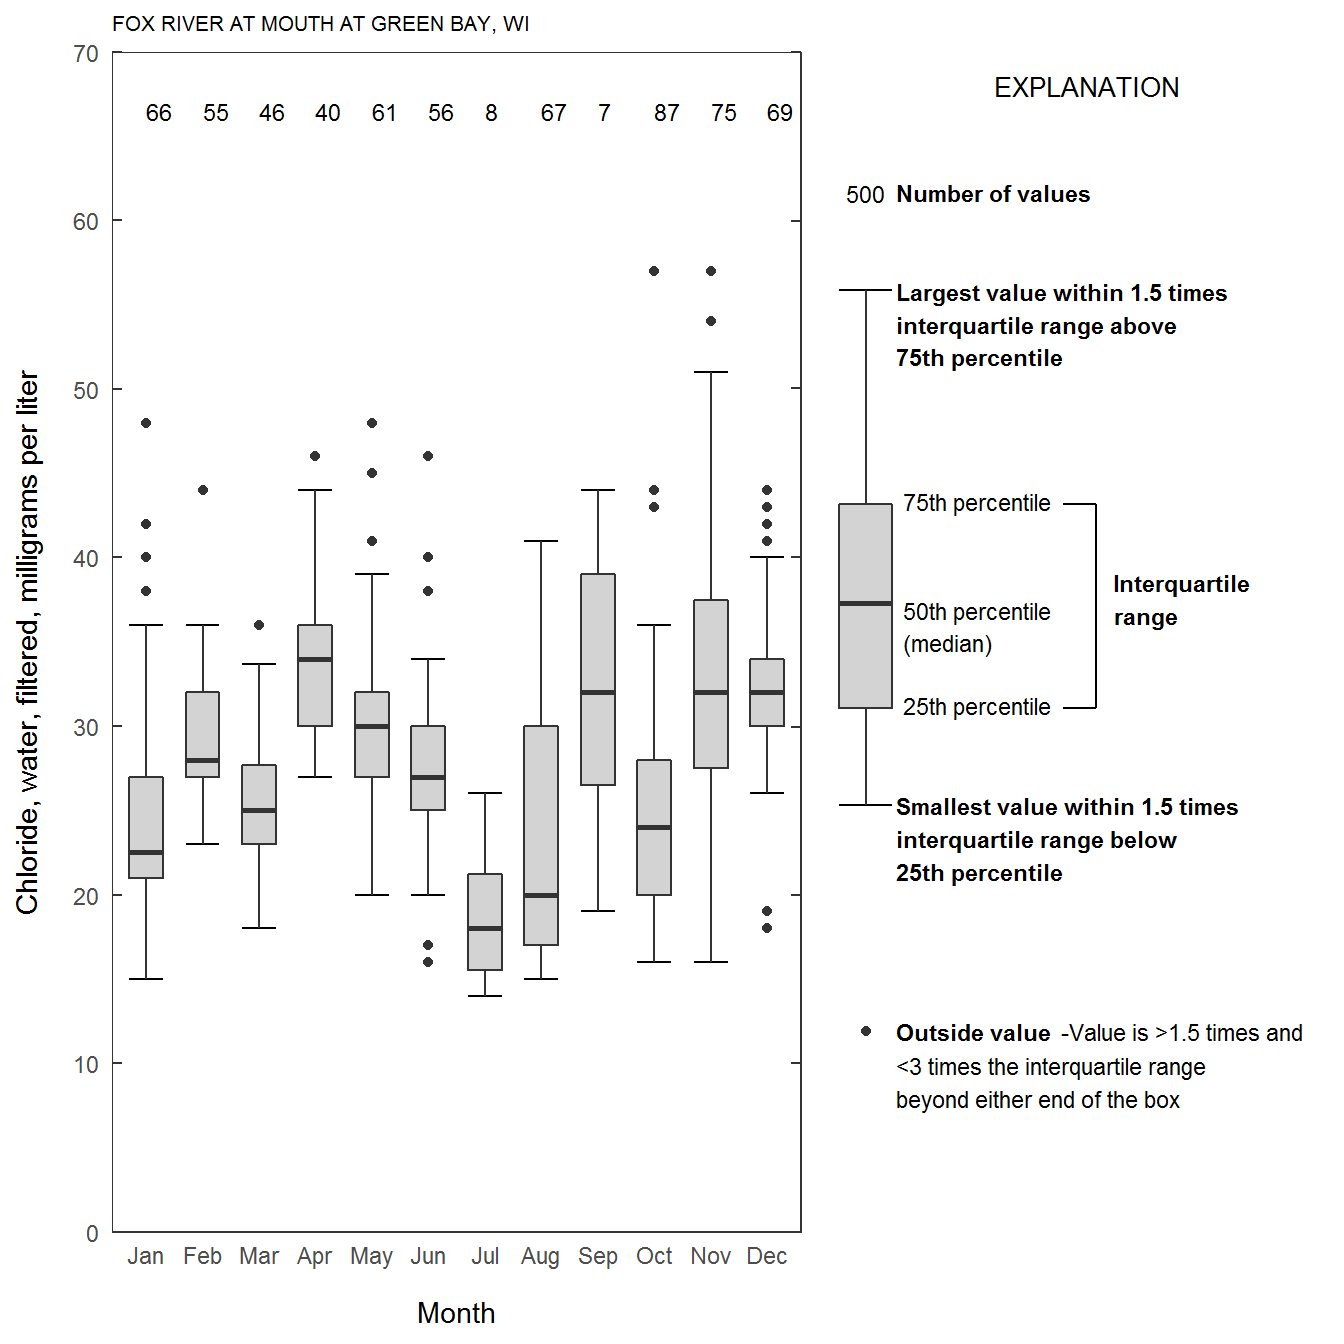 FOX RIVER AT MOUTH AT GREEN BAY, WI
70
60
50
40
30
20
10
0
Chloride, water, filtered, milligrams per liter
66 55 46 40 61 56 8 67 7 87 75 69
Jan Feb Mar Apr May Jun Jul Aug Sep Oct Nov Dec
Month
EXPLANATION
500 Number of values
Largest value within 1.5 times
interquartile range above
75th percentile
75th percentile
50th percentile
(median)
25th percentile
Interquartile
range
Smallest value within 1.5 times
interquartile range below
25th percentile
Outside value -Value is >1.5 times and
<3 times the interquartile range
beyond either end of the box